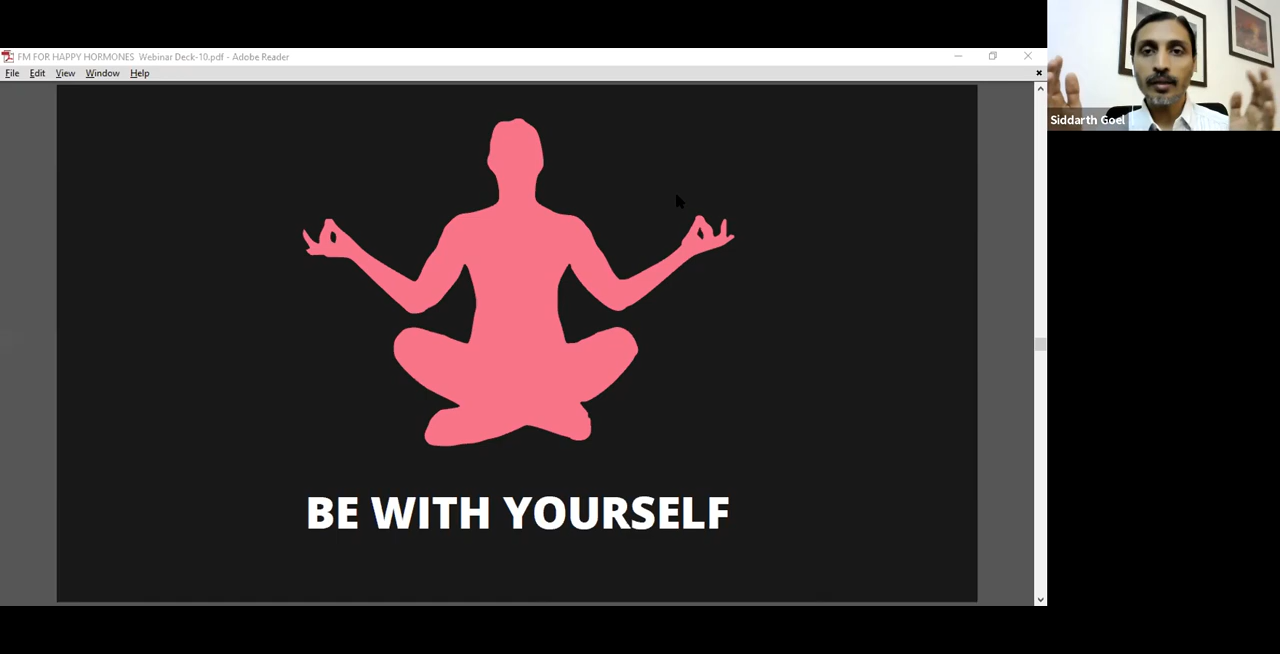 FM FOR HAPPY HORMONES Webinar Deck-10.pdf - Adobe Reader
File Edit View Window Help
Siddarth Goel
BE WITH YOURSELF